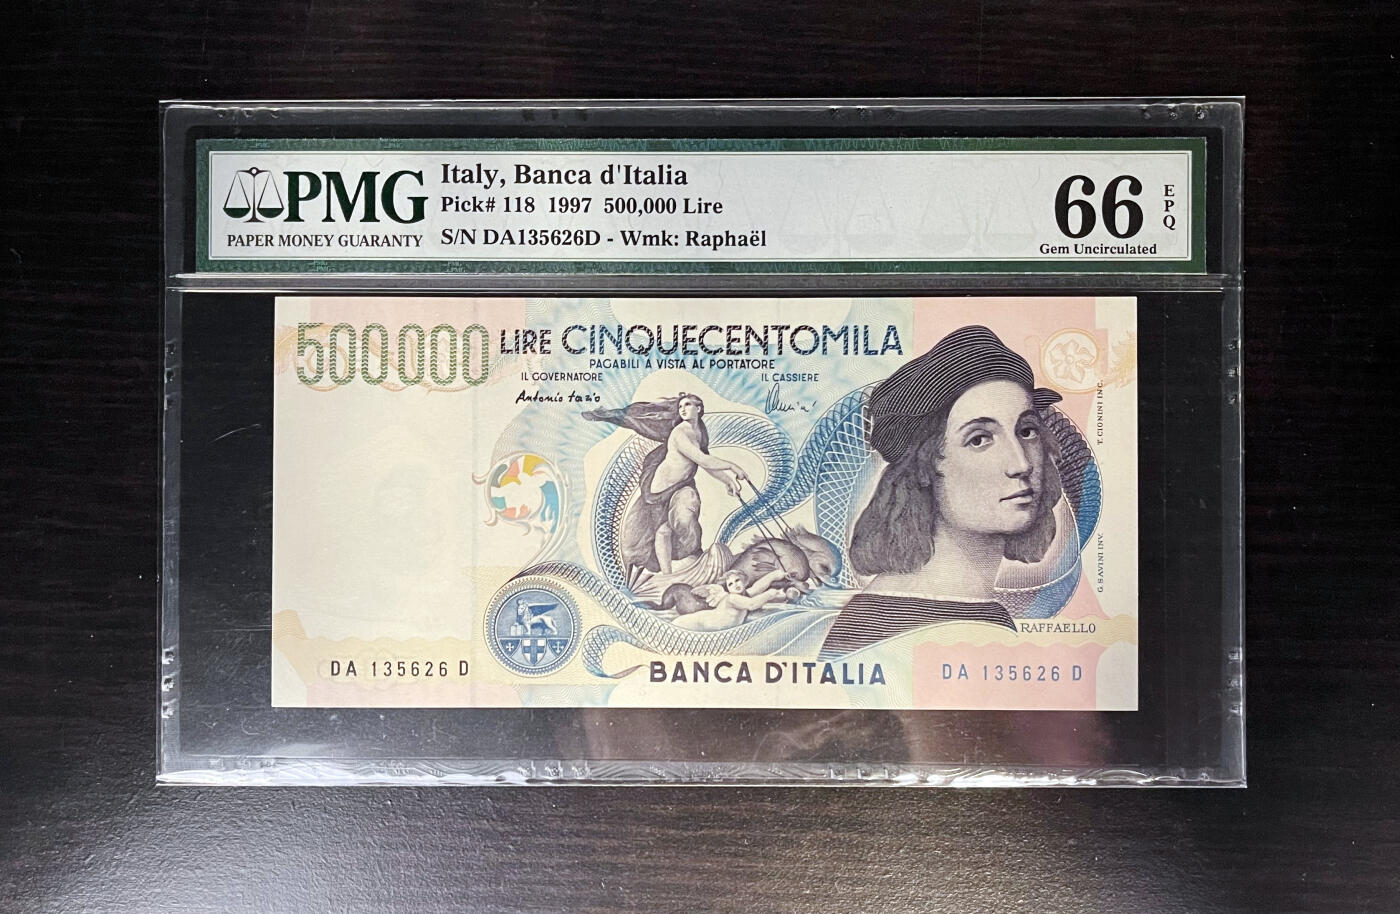 PMG
PAPER MONEY GUARANTY
Italy, Banca d'Italia
Pick# 118 1997 500,000 Lire
S/N DA135626D - Wmk: Raphaël
66
EPQ
Gem Uncirculated
500000 LIRE CINQUECENTOMILA
PAGABILI A VISTA AL PORTATORE
IL GOVERNATORE IL CASSIERE
Antonio Fazio
T. CIONINI INC.
G. SAVINI INV.
RAFFAELLO
DA 135626 D
BANCA D'ITALIA
DA 135626 D